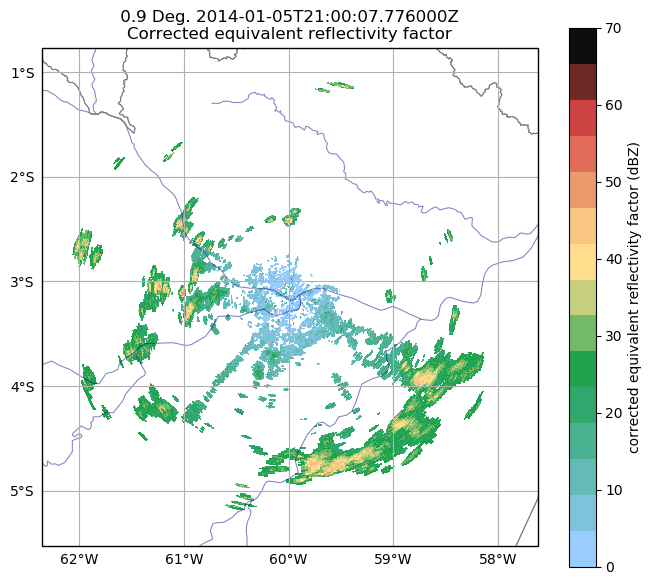 0.9 Deg. 2014-01-05T21:00:07.776000Z
Corrected equivalent reflectivity factor
1°S
2°S
3°S
4°S
5°S
62°W
61°W
60°W
59°W
58°W
70
60
50
40
30
20
10
0
corrected equivalent reflectivity factor (dBZ)